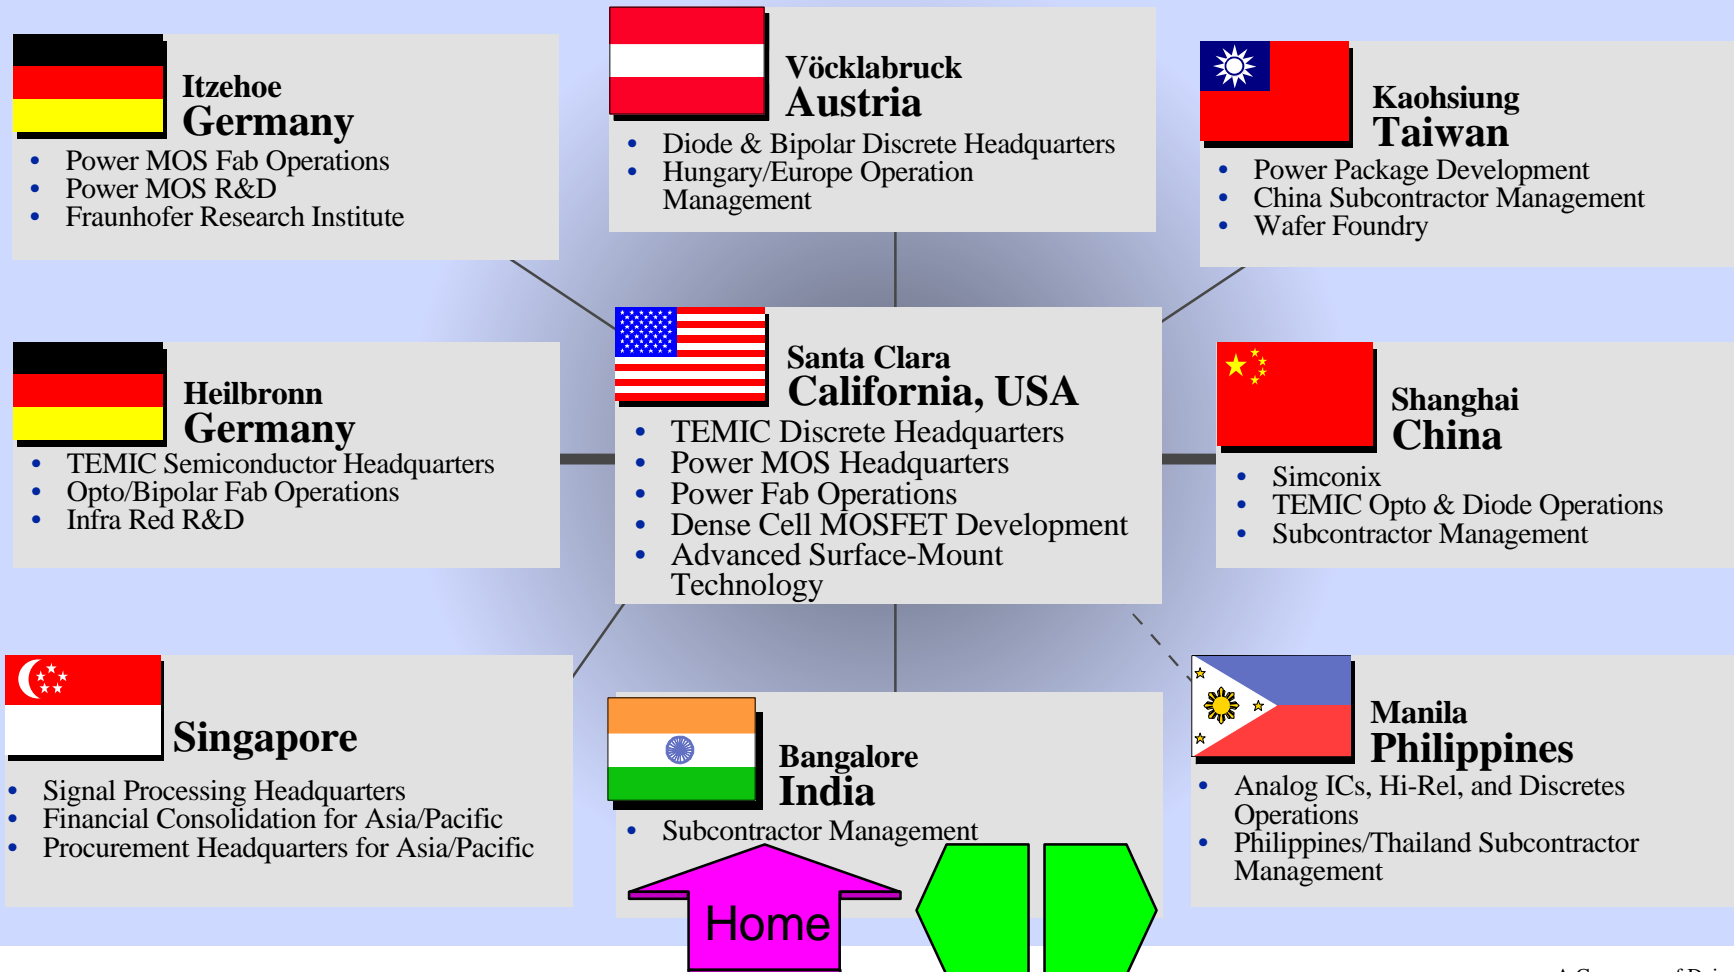 Itzehoe
Germany
• Power MOS Fab Operations
• Power MOS R&D
• Fraunhofer Research Institute
Vöcklabruck
Austria
• Diode & Bipolar Discrete Headquarters
• Hungary/Europe Operation
Management
Kaohsiung
Taiwan
• Power Package Development
• China Subcontractor Management
• Wafer Foundry
Heilbronn
Germany
• TEMIC Semiconductor Headquarters
• Opto/Bipolar Fab Operations
• Infra Red R&D
Santa Clara
California, USA
• TEMIC Discrete Headquarters
• Power MOS Headquarters
• Power Fab Operations
• Dense Cell MOSFET Development
• Advanced Surface-Mount
Technology
Shanghai
China
• Simconix
• TEMIC Opto & Diode Operations
• Subcontractor Management
Singapore
• Signal Processing Headquarters
• Financial Consolidation for Asia/Pacific
• Procurement Headquarters for Asia/Pacific
Bangalore
India
• Subcontractor Management
Manila
Philippines
• Analog ICs, Hi-Rel, and Discretes
Operations
• Philippines/Thailand Subcontractor
Management
Home